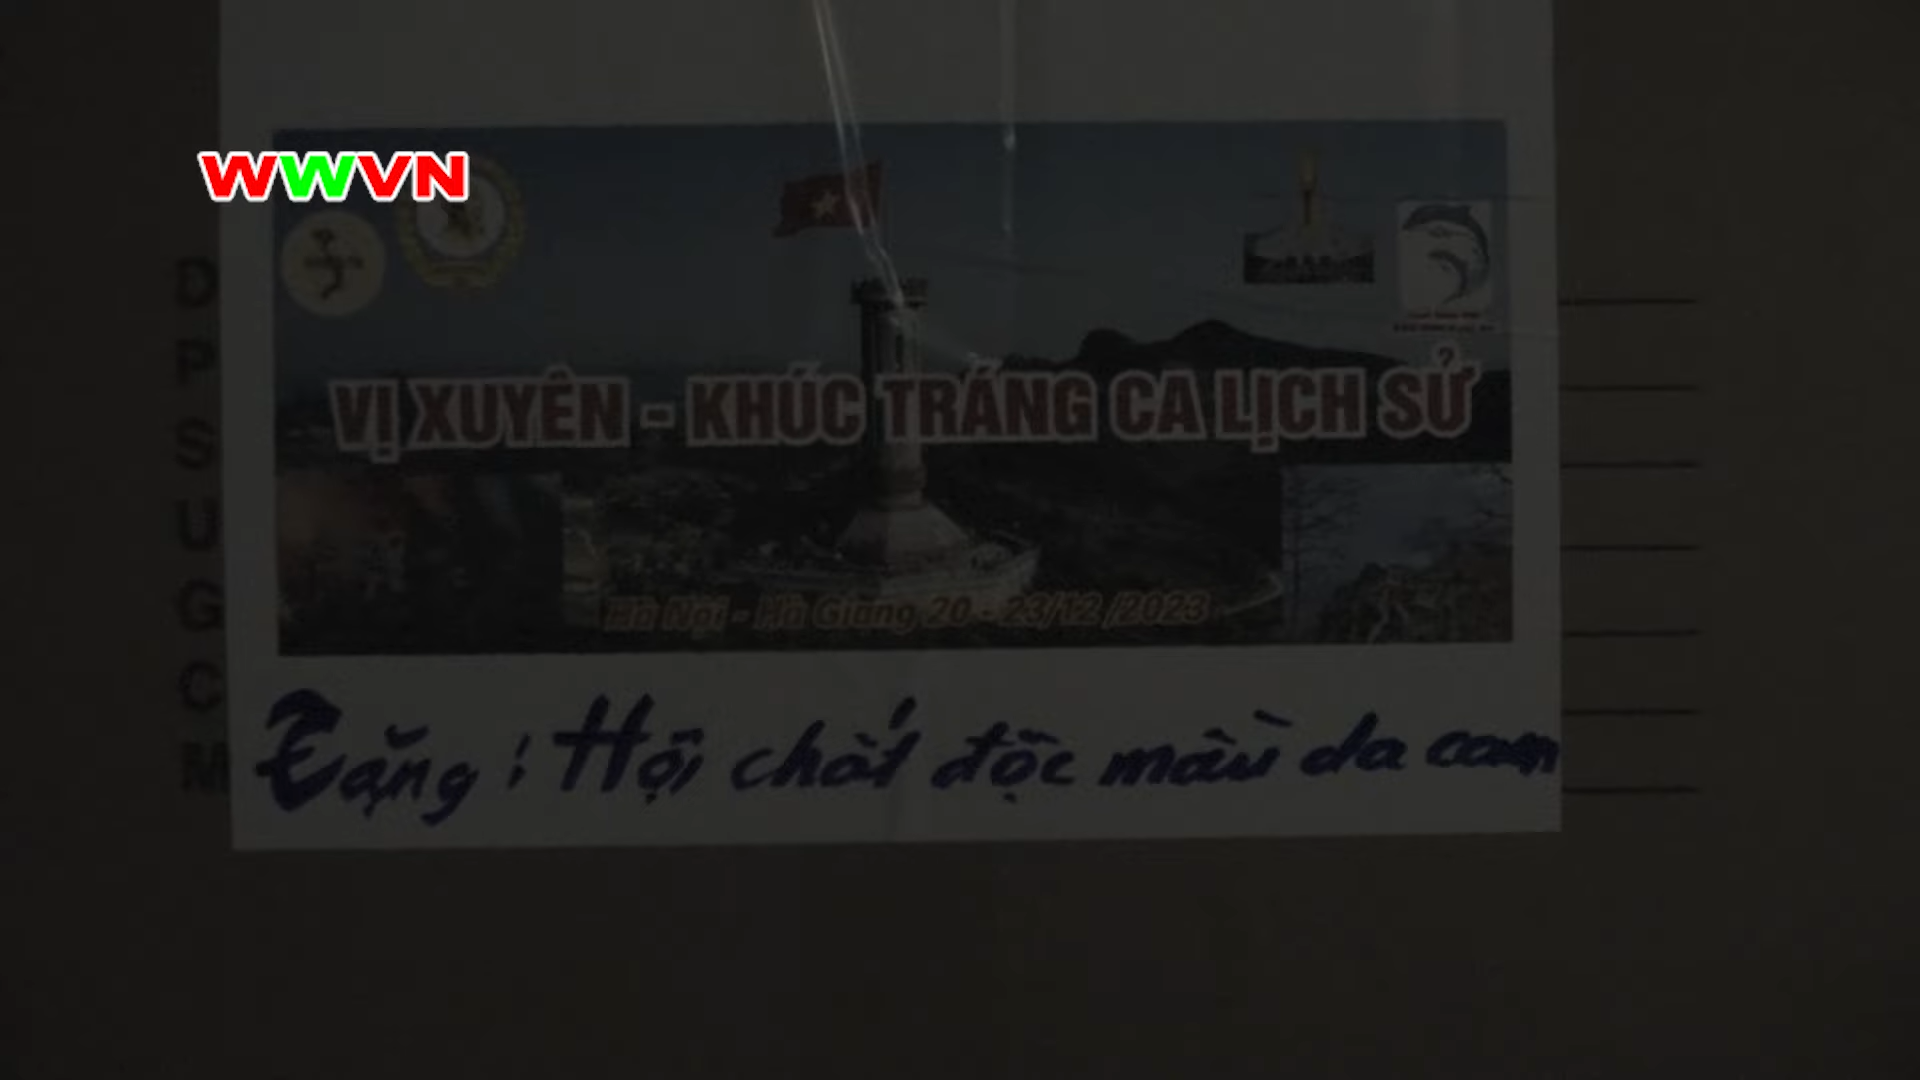 WWVN
VỊ XUYÊN - KHÚC TRÁNG CA LỊCH SỬ
Hà Nội - Hà Giang 20 - 23/12 /2023
Tặng : Hội chất độc màu da cam
D
P
S
U
G
C
M